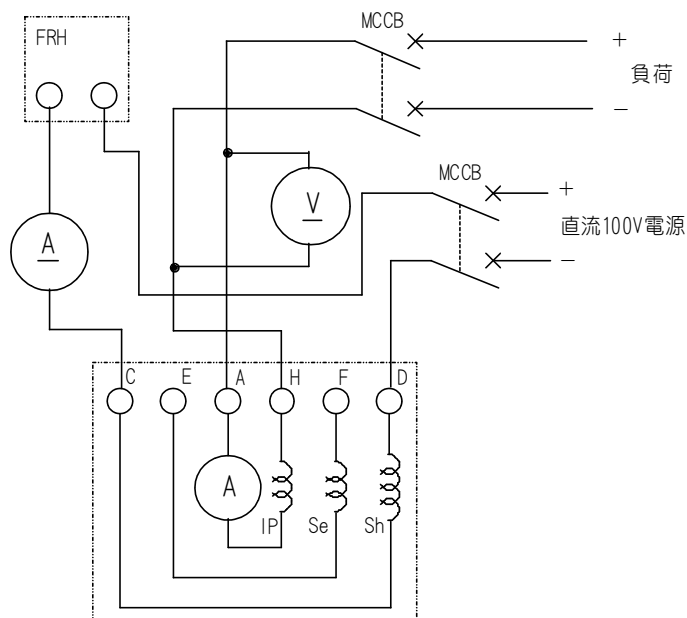 MCCB
FRH
+
負荷
−
MCCB
+
V
直流100V電源
A
−
C
E
A
H
F
D
A
IP
Se
Sh